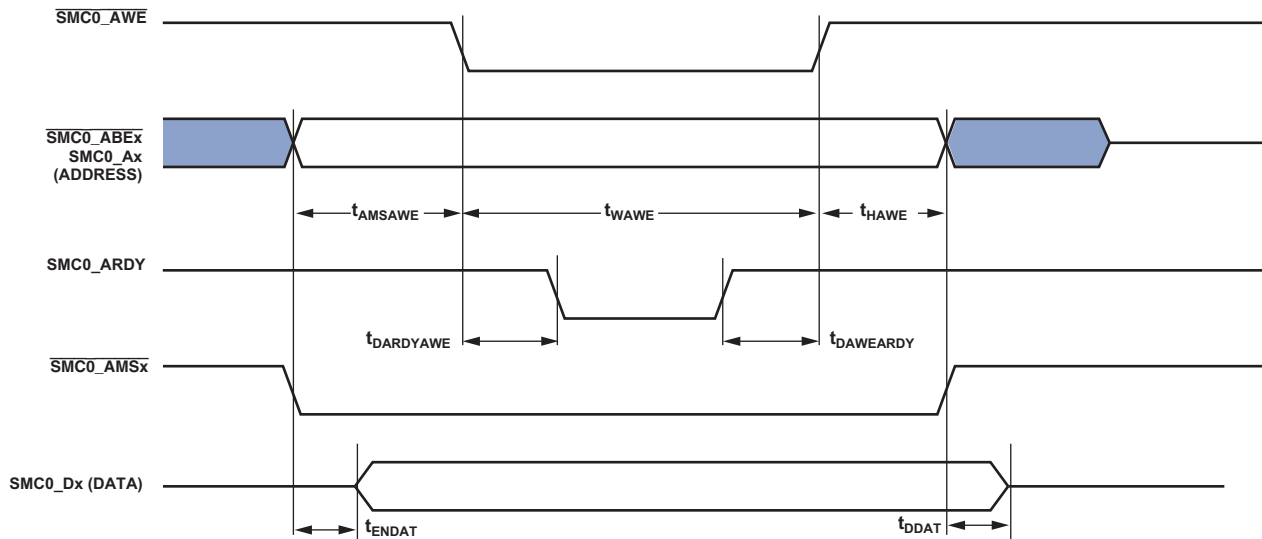 SMC0_AWE
SMC0_ABEx
SMC0_Ax
(ADDRESS)
tAMSAWE
tWAWE
tHAWE
SMC0_ARDY
tDARDYAWE
tDAWEARDY
SMC0_AMSx
SMC0_Dx (DATA)
tENDAT
tDDAT